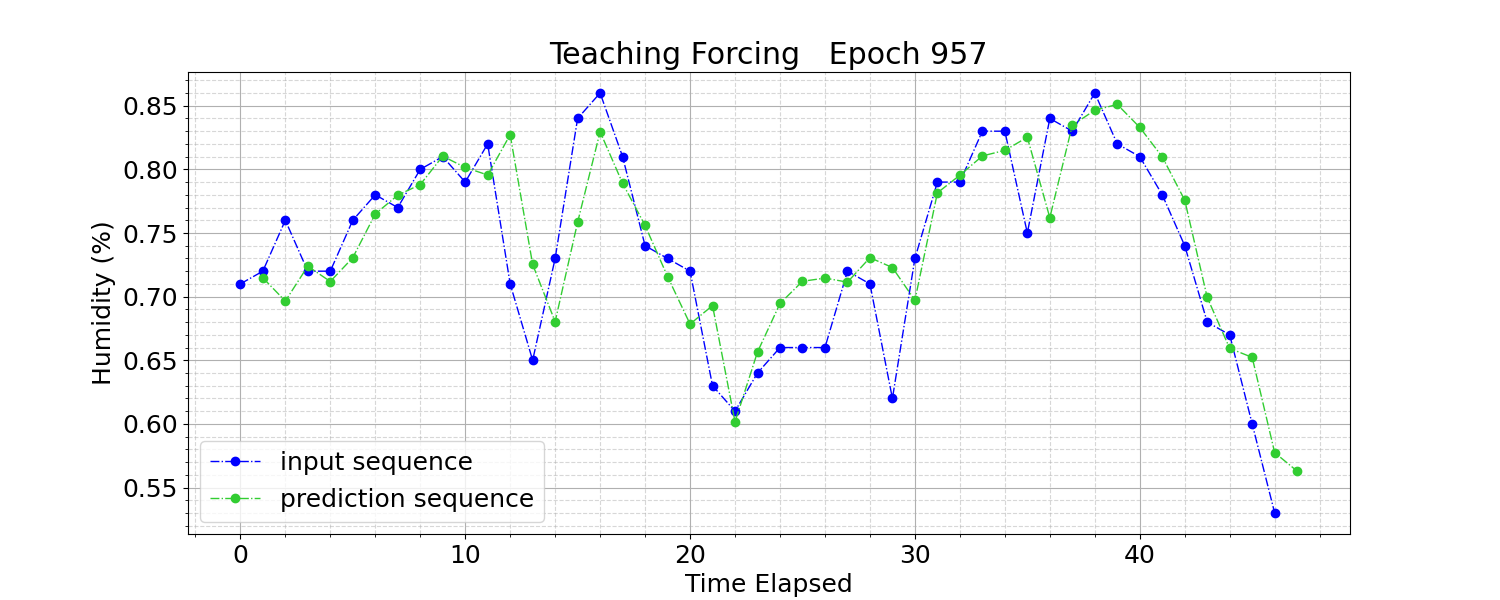 Teaching Forcing   Epoch 957
0.85
0.80
0.75
0.70
0.65
0.60
0.55
Humidity (%)
input sequence
prediction sequence
0 10 20 30 40
Time Elapsed